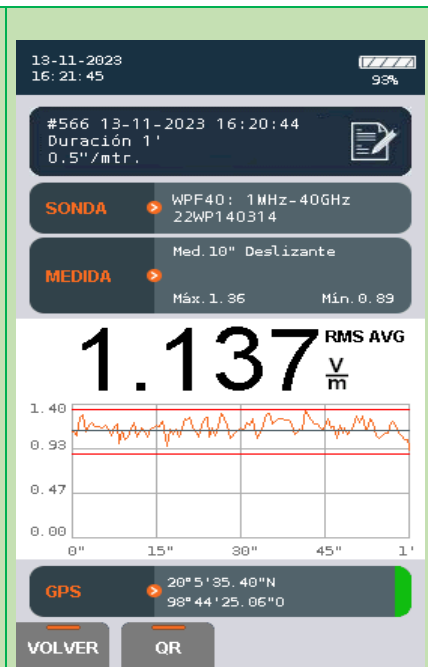 13-11-2023
16:21:45
93%
#566 13-11-2023 16:20:44
Duración 1'
0.5"/mtr.
SONDA
WPF40: 1MHz-40GHz
22WP140314
MEDIDA
Med.10" Deslizante
Máx.1.36 Mín.0.89
1.137 RMS AVG
V/m
1.40
0.93
0.47
0.00
0" 15" 30" 45" 1'
GPS
20°5'35.40"N
98°44'25.06"O
VOLVER QR